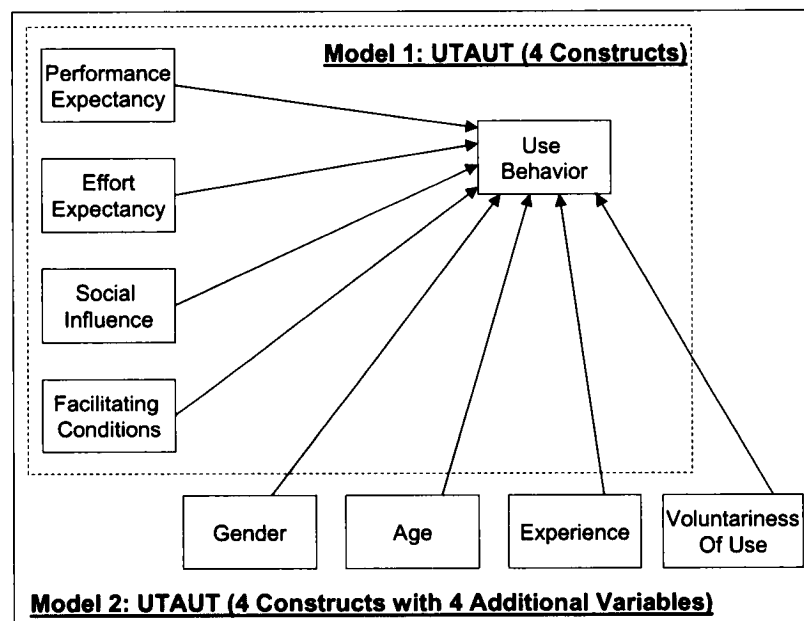 Model 1: UTAUT (4 Constructs)
Performance
Expectancy
Use
Behavior
Effort
Expectancy
Social
Influence
Facilitating
Conditions
Gender
Age
Experience
Voluntariness
Of Use
Model 2: UTAUT (4 Constructs with 4 Additional Variables)